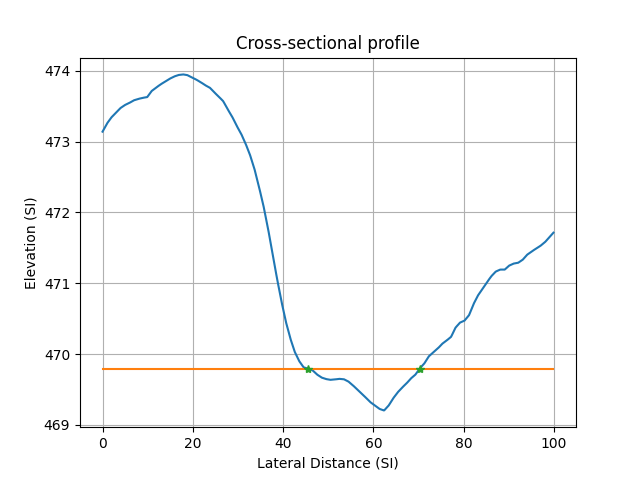 Cross-sectional profile
Elevation (SI)
474
473
472
471
470
469
0 20 40 60 80 100
Lateral Distance (SI)